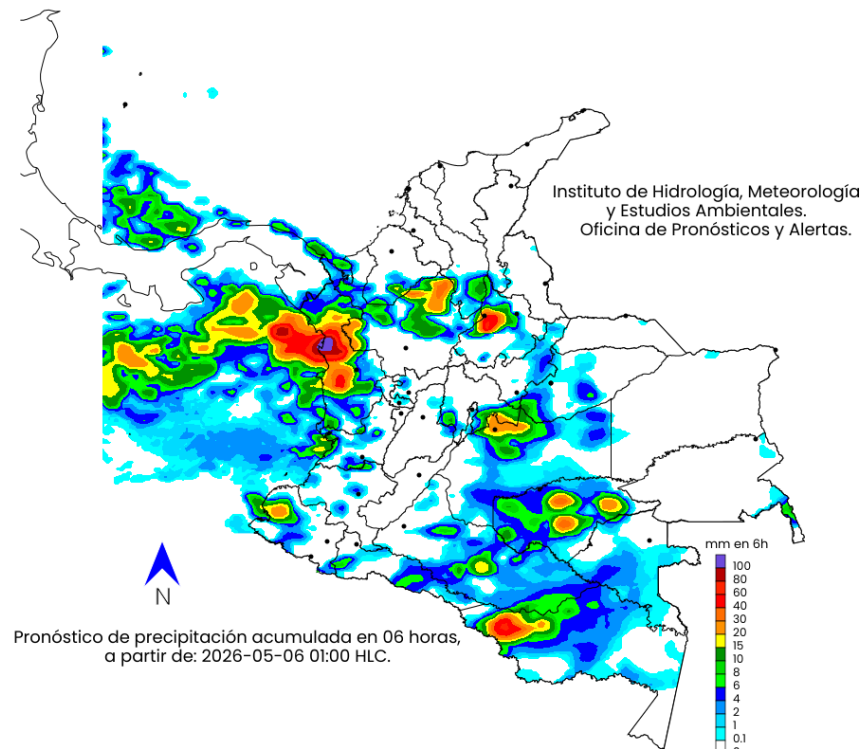 Instituto de Hidrología, Meteorología
y Estudios Ambientales.
Oficina de Pronósticos y Alertas.
mm en 6h
100
80
60
40
30
20
15
10
8
6
4
2
1
0.1
N
Pronóstico de precipitación acumulada en 06 horas,
a partir de: 2026-05-06 01:00 HLC.